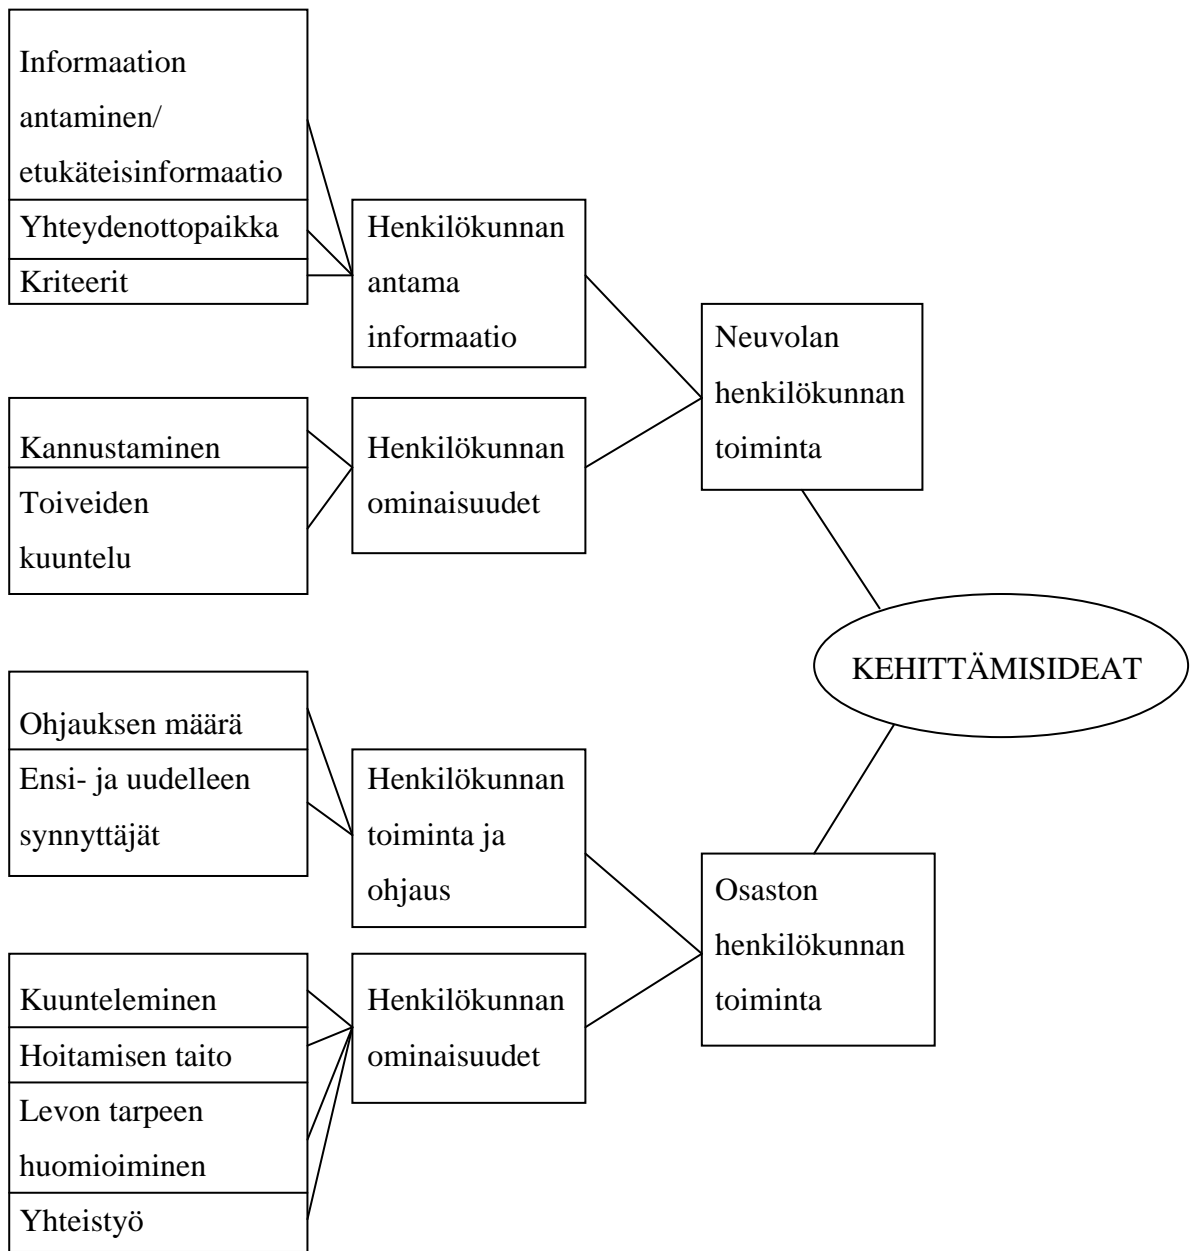 Informaation
antaminen/
etukäteisinformaatio
Yhteydenottopaikka
Kriteerit
Henkilökunnan
antama
informaatio
Kannustaminen
Toiveiden
kuuntelu
Henkilökunnan
ominaisuudet
Neuvolan
henkilökunnan
toiminta
KEHITTÄMISIDEAT
Ohjauksen määrä
Ensi- ja uudelleen
synnyttäjät
Henkilökunnan
toiminta ja
ohjaus
Kuunteleminen
Hoitamisen taito
Levon tarpeen
huomioiminen
Yhteistyö
Henkilökunnan
ominaisuudet
Osaston
henkilökunnan
toiminta